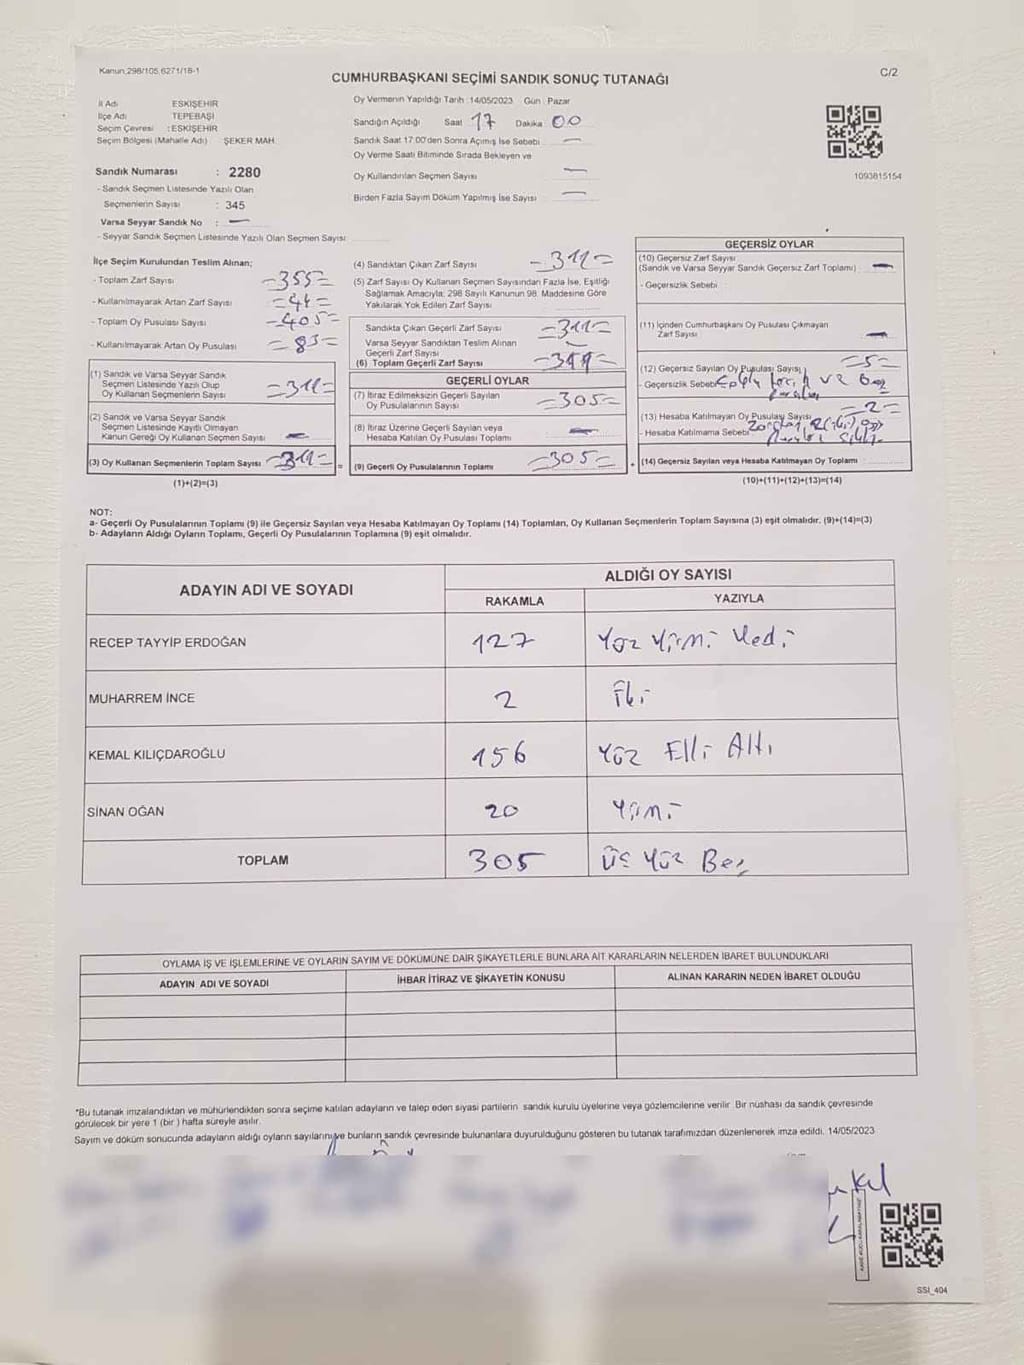 Kanun,298/105,6271/18-1
C/2
CUMHURBAŞKANI SEÇİMİ SANDIK SONUÇ TUTANAĞI
İl Adı ESKİŞEHİR
İlçe Adı TEPEBAŞI
Seçim Çevresi :ESKİŞEHİR
Seçim Bölgesi (Mahalle Adı) ŞEKER MAH.
Oy Vermenin Yapıldığı Tarih :14/05/2023 Gün : Pazar
Sandığın Açıldığı Saat 17 Dakika 00
Sandık Saat 17:00'den Sonra Açılmış İse Sebebi —
Oy Verme Saati Bitiminde Sırada Bekleyen ve
Oy Kullandırılan Seçmen Sayısı —
Birden Fazla Sayım Döküm Yapılmış İse Sayısı —
1093815154
Sandık Numarası : 2280
- Sandık Seçmen Listesinde Yazılı Olan
Seçmenlerin Sayısı : 345
Varsa Seyyar Sandık No : —
- Seyyar Sandık Seçmen Listesinde Yazılı Olan Seçmen Sayısı:
İlçe Seçim Kurulundan Teslim Alınan;
- Toplam Zarf Sayısı -355=
- Kullanılmayarak Artan Zarf Sayısı =44=
- Toplam Oy Pusulası Sayısı -405=
- Kullanılmayarak Artan Oy Pusulası =83=
(1) Sandık ve Varsa Seyyar Sandık
Seçmen Listesinde Yazılı Olup
Oy Kullanan Seçmenlerin Sayısı =311=
(2) Sandık ve Varsa Seyyar Sandık
Seçmen Listesinde Kayıtlı Olmayan
Kanun Gereği Oy Kullanan Seçmen Sayısı —
(3) Oy Kullanan Seçmenlerin Toplam Sayısı -311=
(1)+(2)=(3)
(4) Sandıktan Çıkan Zarf Sayısı -311=
(5) Zarf Sayısı Oy Kullanan Seçmen Sayısından Fazla İse, Eşitliği
Sağlamak Amacıyla; 298 Sayılı Kanunun 98. Maddesine Göre
Yakılarak Yok Edilen Zarf Sayısı
Sandıkta Çıkan Geçerli Zarf Sayısı =311=
Varsa Seyyar Sandıktan Teslim Alınan
Geçerli Zarf Sayısı
(6) Toplam Geçerli Zarf Sayısı -311=
GEÇERLİ OYLAR
(7) İtiraz Edilmeksizin Geçerli Sayılan
Oy Pusulalarının Sayısı -305=
(8) İtiraz Üzerine Geçerli Sayılan veya
Hesaba Katılan Oy Pusulası Toplamı —
(9) Geçerli Oy Pusulalarının Toplamı -305=
GEÇERSİZ OYLAR
(10) Geçersiz Zarf Sayısı
(Sandık ve Varsa Seyyar Sandık Geçersiz Zarf Toplamı) —
- Geçersizlik Sebebi
(11) İçinden Cumhurbaşkanı Oy Pusulası Çıkmayan
Zarf Sayısı —
(12) Geçersiz Sayılan Oy Pusulası Sayısı =5=
- Geçersizlik Sebebi
(13) Hesaba Katılmayan Oy Pusulası Sayısı =2=
- Hesaba Katılmama Sebebi
(14) Geçersiz Sayılan veya Hesaba Katılmayan Oy Toplamı
(10)+(11)+(12)+(13)=(14)
NOT:
a- Geçerli Oy Pusulalarının Toplamı (9) ile Geçersiz Sayılan veya Hesaba Katılmayan Oy Toplamı (14) Toplamları, Oy Kullanan Seçmenlerin Toplam Sayısına (3) eşit olmalıdır. (9)+(14)=(3)
b- Adayların Aldığı Oyların Toplamı, Geçerli Oy Pusulalarının Toplamına (9) eşit olmalıdır.
ADAYIN ADI VE SOYADI
ALDIĞI OY SAYISI
RAKAMLA YAZIYLA
RECEP TAYYİP ERDOĞAN 127 Yüz Yirmi Yedi
MUHARREM İNCE 2 İki
KEMAL KILIÇDAROĞLU 156 Yüz Elli Altı
SİNAN OĞAN 20 Yirmi
TOPLAM 305 Üç Yüz Beş
OYLAMA İŞ VE İŞLEMLERİNE VE OYLARIN SAYIM VE DÖKÜMÜNE DAİR ŞİKAYETLERLE BUNLARA AİT KARARLARIN NELERDEN İBARET BULUNDUKLARI
ADAYIN ADI VE SOYADI İHBAR İTİRAZ VE ŞİKAYETİN KONUSU ALINAN KARARIN NEDEN İBARET OLDUĞU
*Bu tutanak imzalandıktan ve mühürlendikten sonra seçime katılan adayların ve talep eden siyasi partilerin sandık kurulu üyelerine veya gözlemcilerine verilir. Bir nüshası da sandık çevresinde
görülecek bir yere 1 (bir ) hafta süreyle asılır.
Sayım ve döküm sonucunda adayların aldığı oyların sayılarını ve bunların sandık çevresinde bulunanlara duyurulduğunu gösteren bu tutanak tarafımızdan düzenlenerek imza edildi. 14/05/2023
SSI_404